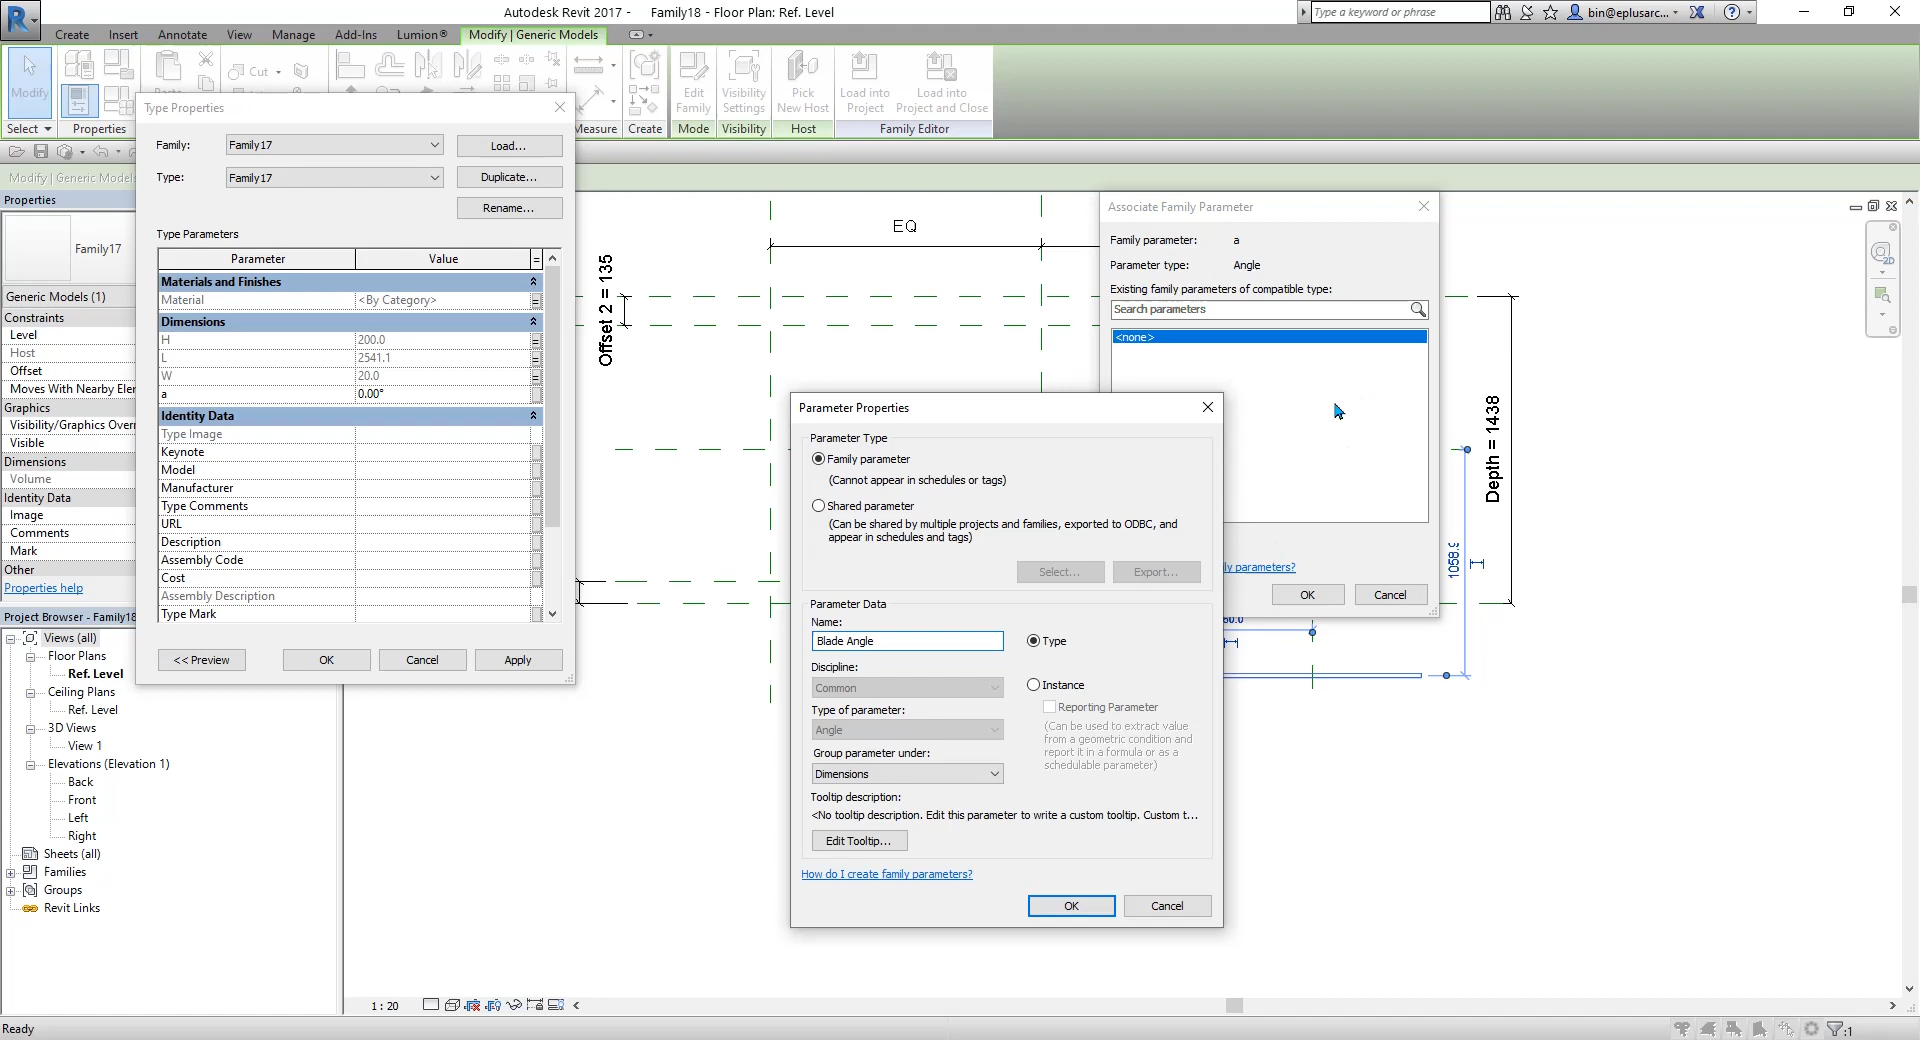 Autodesk Revit 2017 - Family18 - Floor Plan: Ref. Level
Type a keyword or phrase
bin@eplusarc...
Create Insert Annotate View Manage Add-Ins Lumion® Modify | Generic Models
Modify
Cut
Edit Family
Visibility Settings
Pick New Host
Load into Project
Load into Project and Close
Select Properties Measure Create Mode Visibility Host Family Editor
Modify | Generic Models
Properties
Family17
Generic Models (1)
Constraints
Level
Host
Offset
Moves With Nearby Ele
Graphics
Visibility/Graphics Over
Visible
Dimensions
Volume
Identity Data
Image
Comments
Mark
Other
Properties help
Project Browser - Family18
Views (all)
Floor Plans
Ref. Level
Ceiling Plans
Ref. Level
3D Views
View 1
Elevations (Elevation 1)
Back
Front
Left
Right
Sheets (all)
Families
Groups
Revit Links
Type Properties
Family: Family17 Load...
Type: Family17 Duplicate...
Rename...
Type Parameters
Parameter Value =
Materials and Finishes
Material <By Category> =
Dimensions
H 200.0 =
L 2541.1 =
W 20.0 =
a 0.00°
Identity Data
Type Image
Keynote
Model
Manufacturer
Type Comments
URL
Description
Assembly Code
Cost
Assembly Description
Type Mark
<< Preview OK Cancel Apply
Offset 2 = 135
EQ
Depth = 1438
1058.9
Associate Family Parameter
Family parameter: a
Parameter type: Angle
Existing family parameters of compatible type:
Search parameters
<none>
ly parameters?
OK Cancel
Parameter Properties
Parameter Type
Family parameter
(Cannot appear in schedules or tags)
Shared parameter
(Can be shared by multiple projects and families, exported to ODBC, and
appear in schedules and tags)
Select... Export...
Parameter Data
Name:
Blade Angle
Type
Discipline:
Common
Instance
Reporting Parameter
(Can be used to extract value
from a geometric condition and
report it in a formula or as a
schedulable parameter)
Type of parameter:
Angle
Group parameter under:
Dimensions
Tooltip description:
<No tooltip description. Edit this parameter to write a custom tooltip. Custom t...
Edit Tooltip...
How do I create family parameters?
OK Cancel
1 : 20
Ready
:1